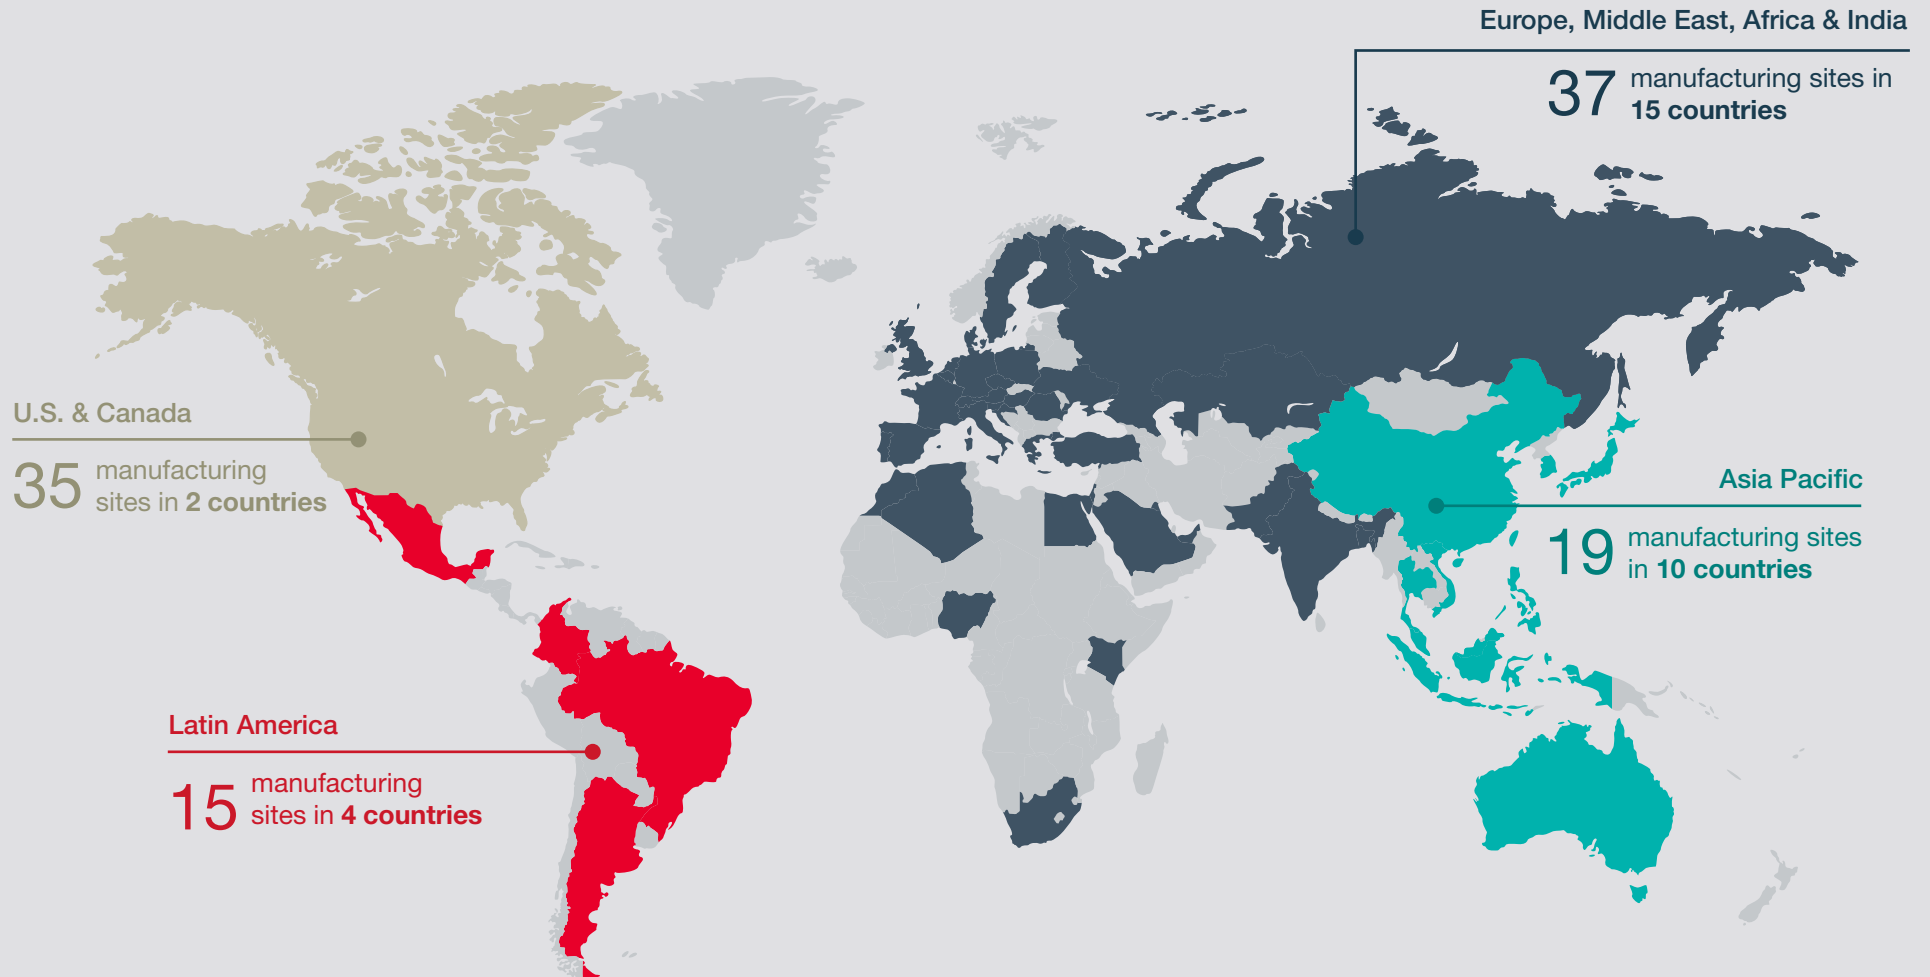 Europe, Middle East, Africa & India
37 manufacturing sites in
15 countries
U.S. & Canada
35 manufacturing
sites in 2 countries
Asia Pacific
19 manufacturing sites
in 10 countries
Latin America
15 manufacturing
sites in 4 countries